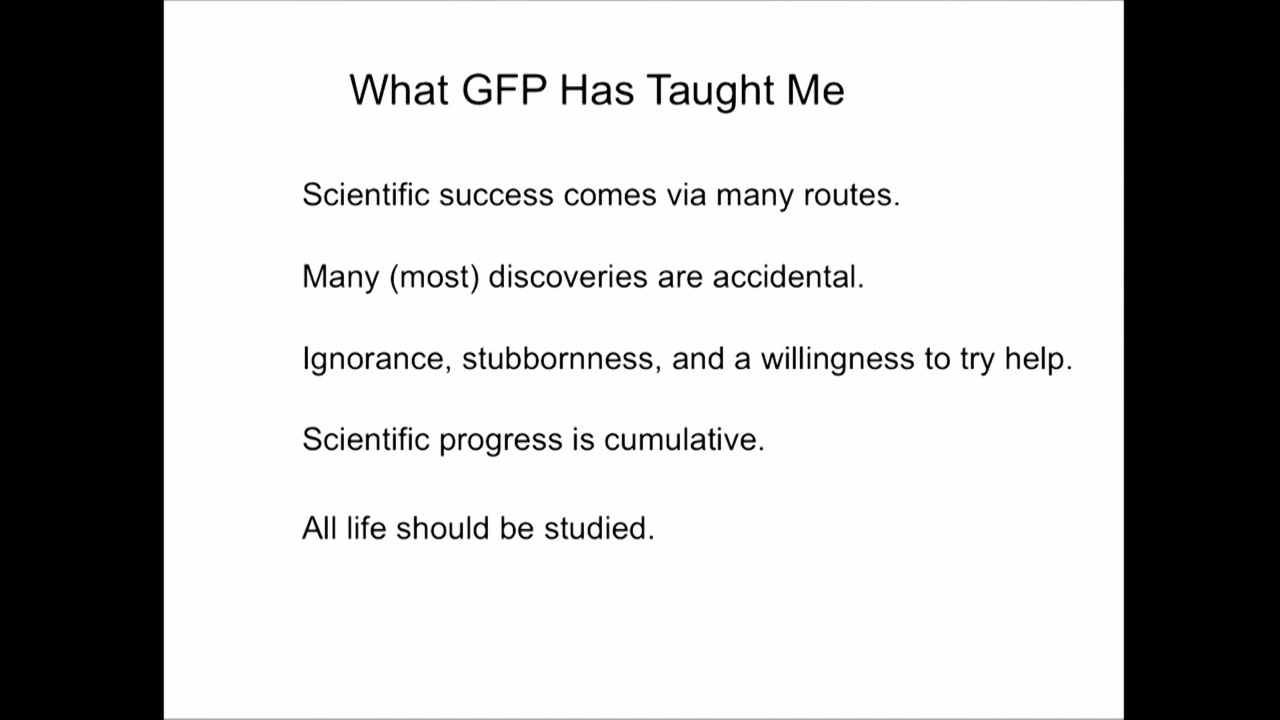 What GFP Has Taught Me
Scientific success comes via many routes.
Many (most) discoveries are accidental.
Ignorance, stubbornness, and a willingness to try help.
Scientific progress is cumulative.
All life should be studied.